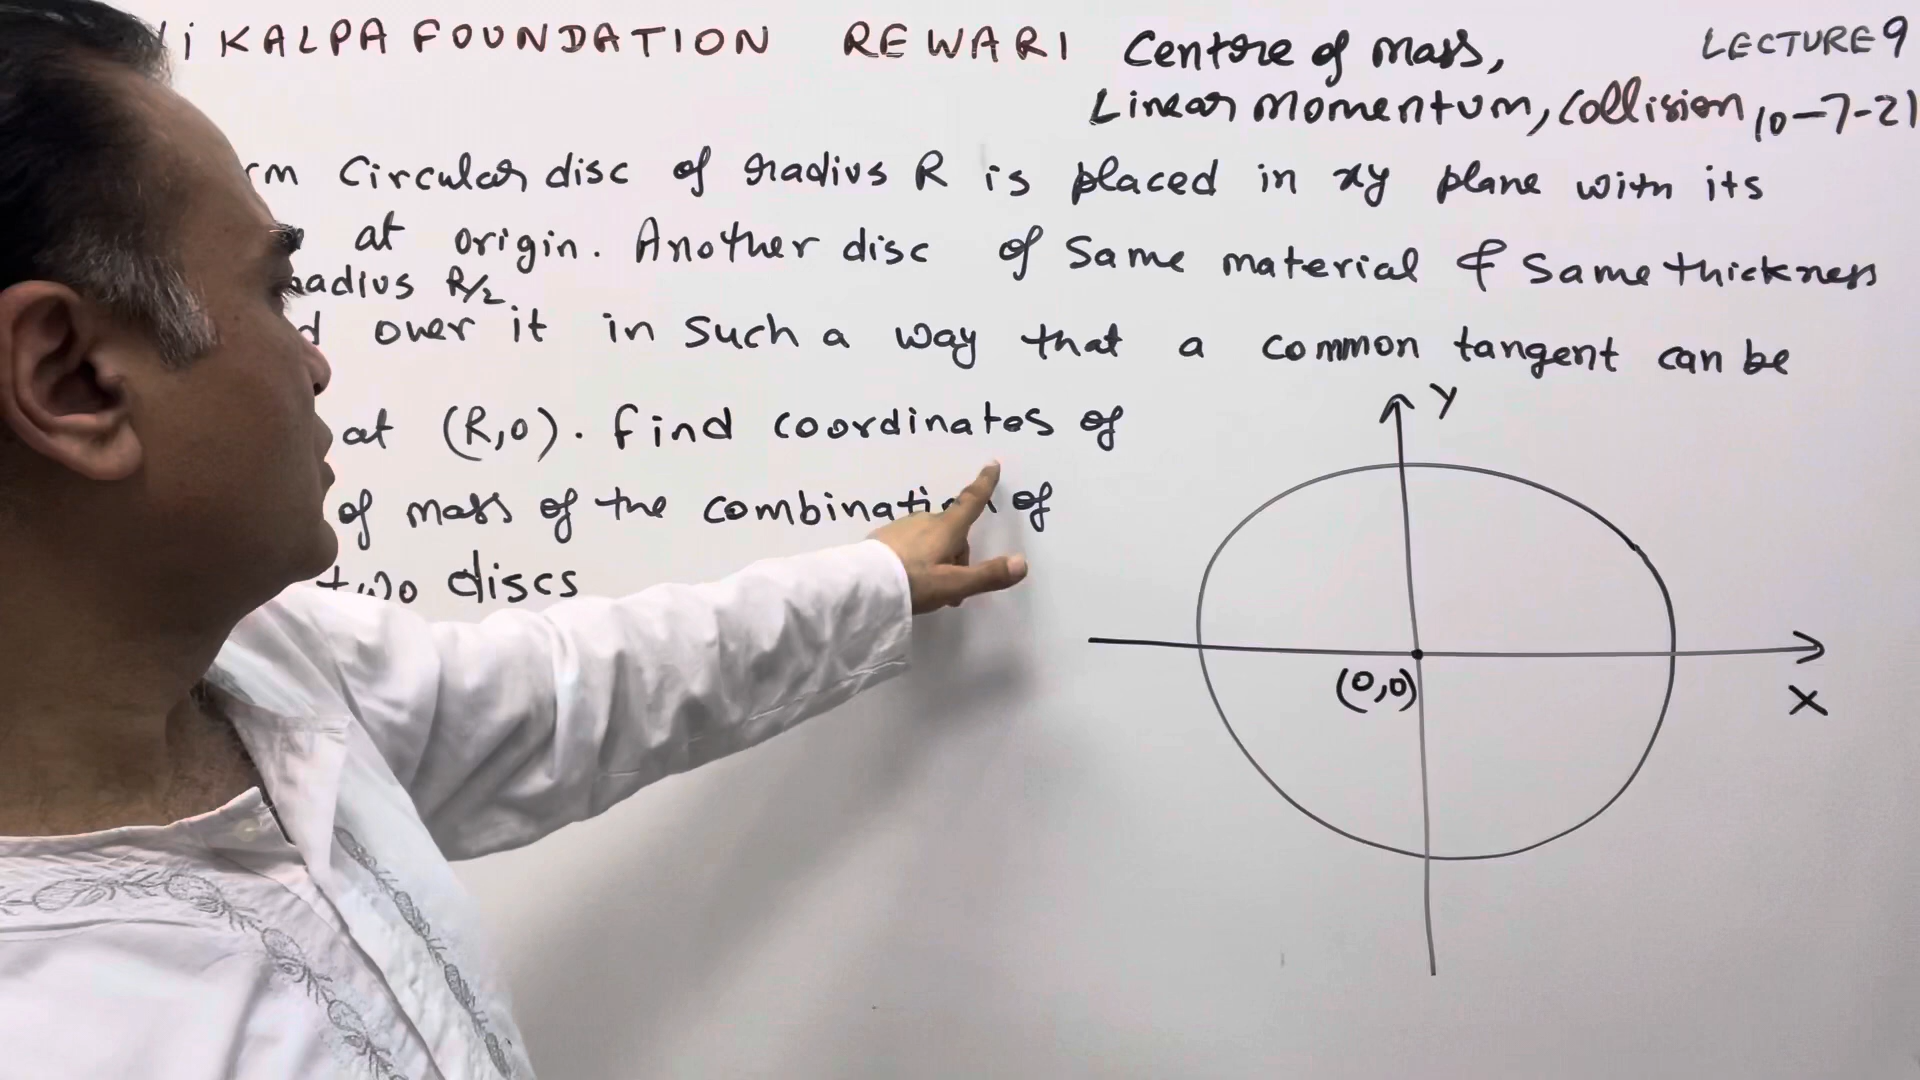 KALPA FOUNDATION REWARI
Centre of mass,
LECTURE 9
Linear momentum, Collision
10-7-21
Circular disc of radius R is placed in xy plane with its
at origin. Another disc of Same material & Same thickness
radius R/2
over it in Such a way that a common tangent can be
at (R,0). find coordinates of
of mass of the combination of
two discs
Y
(0,0)
X